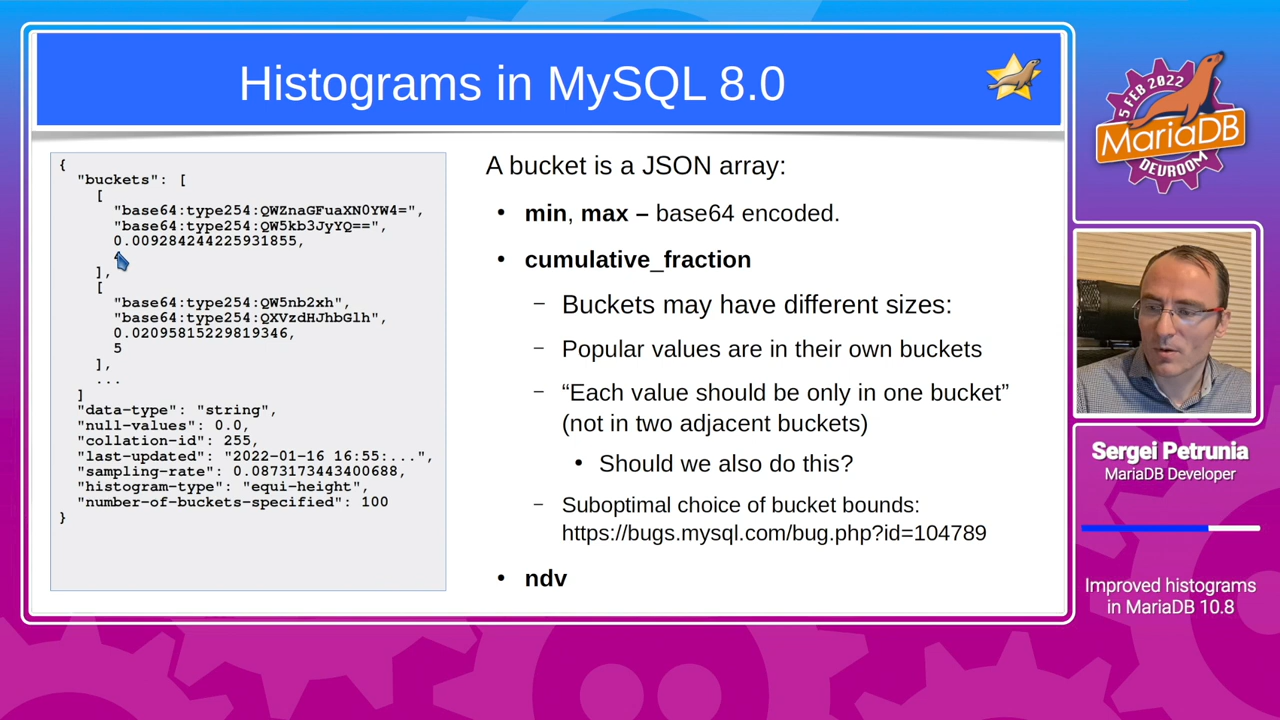 Histograms in MySQL 8.0
{
"buckets": [
[
"base64:type254:QWZnaGFuaXN0YW4=",
"base64:type254:QW5kb3JyYQ==",
0.009284244225931855,
],
[
"base64:type254:QW5nb2xh",
"base64:type254:QXVzdHJhbGlh",
0.02095815229819346,
5
],
...
]
"data-type": "string",
"null-values": 0.0,
"collation-id": 255,
"last-updated": "2022-01-16 16:55:...",
"sampling-rate": 0.0873173443400688,
"histogram-type": "equi-height",
"number-of-buckets-specified": 100
}
A bucket is a JSON array:
• min, max – base64 encoded.
• cumulative_fraction
– Buckets may have different sizes:
– Popular values are in their own buckets
– “Each value should be only in one bucket”
(not in two adjacent buckets)
• Should we also do this?
– Suboptimal choice of bucket bounds:
https://bugs.mysql.com/bug.php?id=104789
• ndv
5 FEB 2022
MariaDB
DEVROOM
Sergei Petrunia
MariaDB Developer
Improved histograms
in MariaDB 10.8